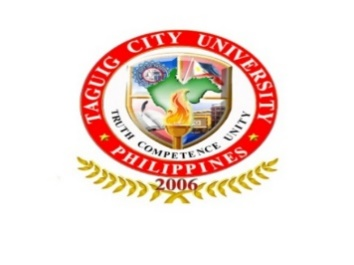 TAGUIG CITY UNIVERSITY
PHILIPPINES
TRUTH COMPETENCE UNITY
2006